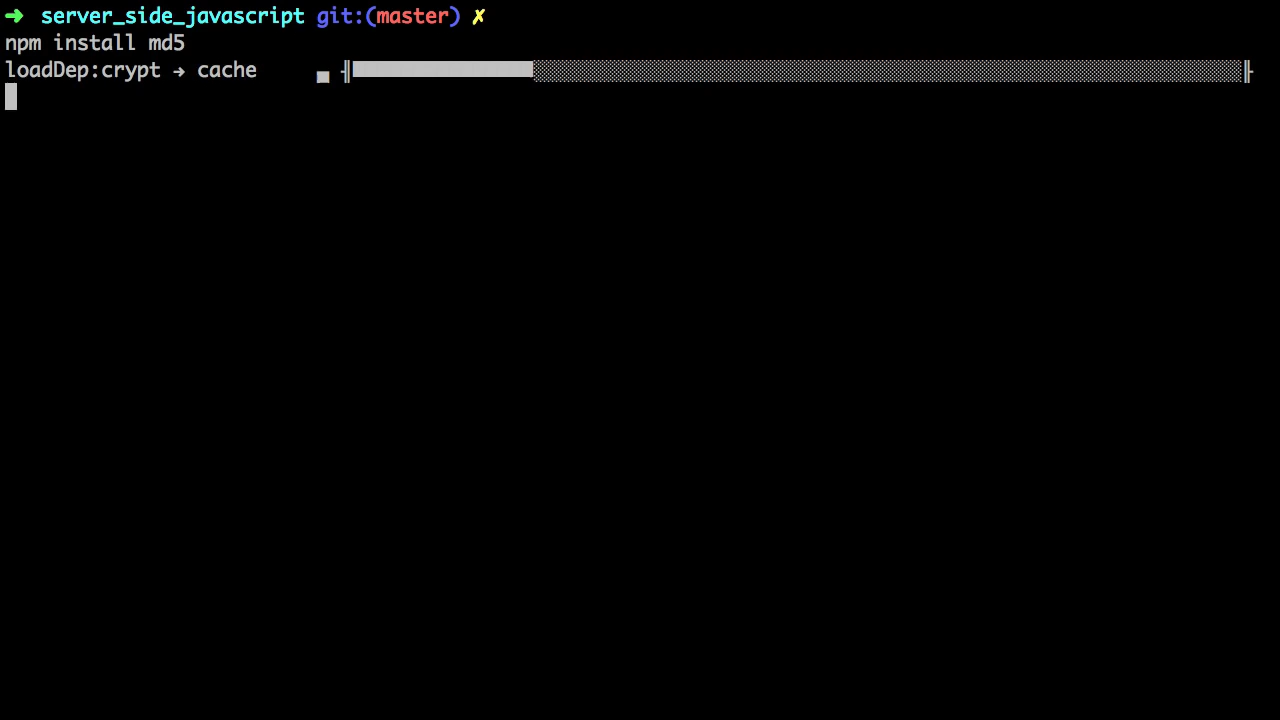 ➜ server_side_javascript git:(master) ✗
npm install md5
loadDep:crypt → cache ▄ ╢████████████████░░░░░░░░░░░░░░░░░░░░░░░░░░░░░░░░░░░░░░░░░░░░░░░░░░░░░░░░░░░╟